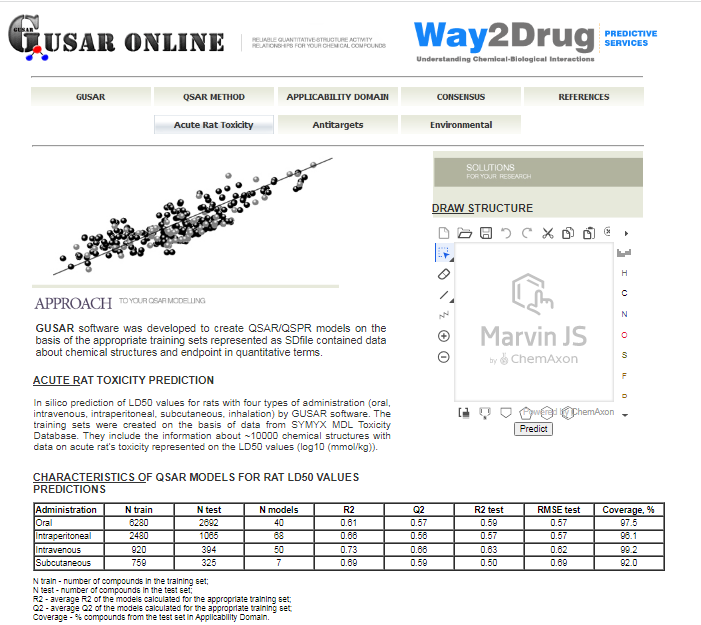 GUSAR
GUSAR ONLINE
RELIABLE QUANTITATIVE-STRUCTURE ACTIVITY
RELATIONSHIPS FOR YOUR CHEMICAL COMPOUNDS
Way2Drug
PREDICTIVE
SERVICES
Understanding Chemical-Biological Interactions
GUSAR QSAR METHOD APPLICABILITY DOMAIN CONSENSUS REFERENCES
Acute Rat Toxicity Antitargets Environmental
SOLUTIONS
FOR YOUR RESEARCH
DRAW STRUCTURE
H
C
N
O
S
F
P
Marvin JS
by ChemAxon
Powered by ChemAxon
Predict
APPROACH TO YOUR QSAR MODELLING
GUSAR software was developed to create QSAR/QSPR models on the
basis of the appropriate training sets represented as SDfile contained data
about chemical structures and endpoint in quantitative terms.
ACUTE RAT TOXICITY PREDICTION
In silico prediction of LD50 values for rats with four types of administration (oral,
intravenous, intraperitoneal, subcutaneous, inhalation) by GUSAR software. The
training sets were created on the basis of data from SYMYX MDL Toxicity
Database. They include the information about ~10000 chemical structures with
data on acute rat's toxicity represented on the LD50 values (log10 (mmol/kg)).
CHARACTERISTICS OF QSAR MODELS FOR RAT LD50 VALUES
PREDICTIONS
Administration N train N test N models R2 Q2 R2 test RMSE test Coverage, %
Oral 6280 2692 40 0.61 0.57 0.59 0.57 97.5
Intraperitoneal 2480 1065 68 0.66 0.56 0.57 0.57 96.1
Intravenous 920 394 50 0.73 0.66 0.63 0.62 99.2
Subcutaneous 759 325 7 0.69 0.59 0.50 0.69 92.0
N train - number of compounds in the training set;
N test - number of compounds in the test set;
R2 - average R2 of the models calculated for the appropriate training set;
Q2 - average Q2 of the models calculated for the appropriate training set;
Coverage - % compounds from the test set in Applicability Domain.